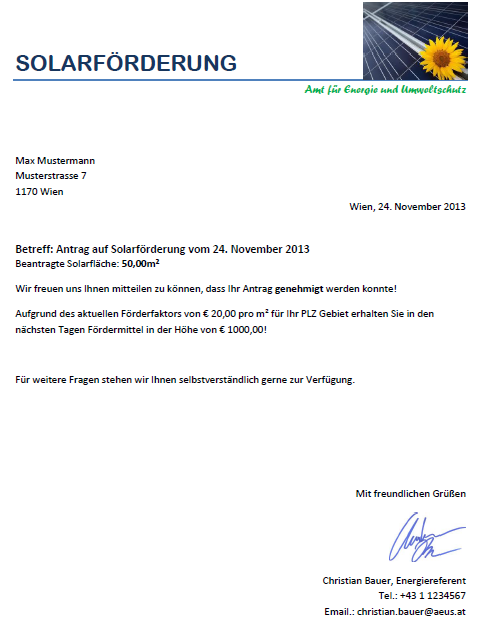 SOLARFÖRDERUNG
Amt für Energie und Umweltschutz
Max Mustermann
Musterstrasse 7
1170 Wien
Wien, 24. November 2013
Betreff: Antrag auf Solarförderung vom 24. November 2013
Beantragte Solarfläche: 50,00m²
Wir freuen uns Ihnen mitteilen zu können, dass Ihr Antrag genehmigt werden konnte!
Aufgrund des aktuellen Förderfaktors von € 20,00 pro m² für Ihr PLZ Gebiet erhalten Sie in den
nächsten Tagen Fördermittel in der Höhe von € 1000,00!
Für weitere Fragen stehen wir Ihnen selbstverständlich gerne zur Verfügung.
Mit freundlichen Grüßen
Christian Bauer, Energiereferent
Tel.: +43 1 1234567
Email.: christian.bauer@aeus.at